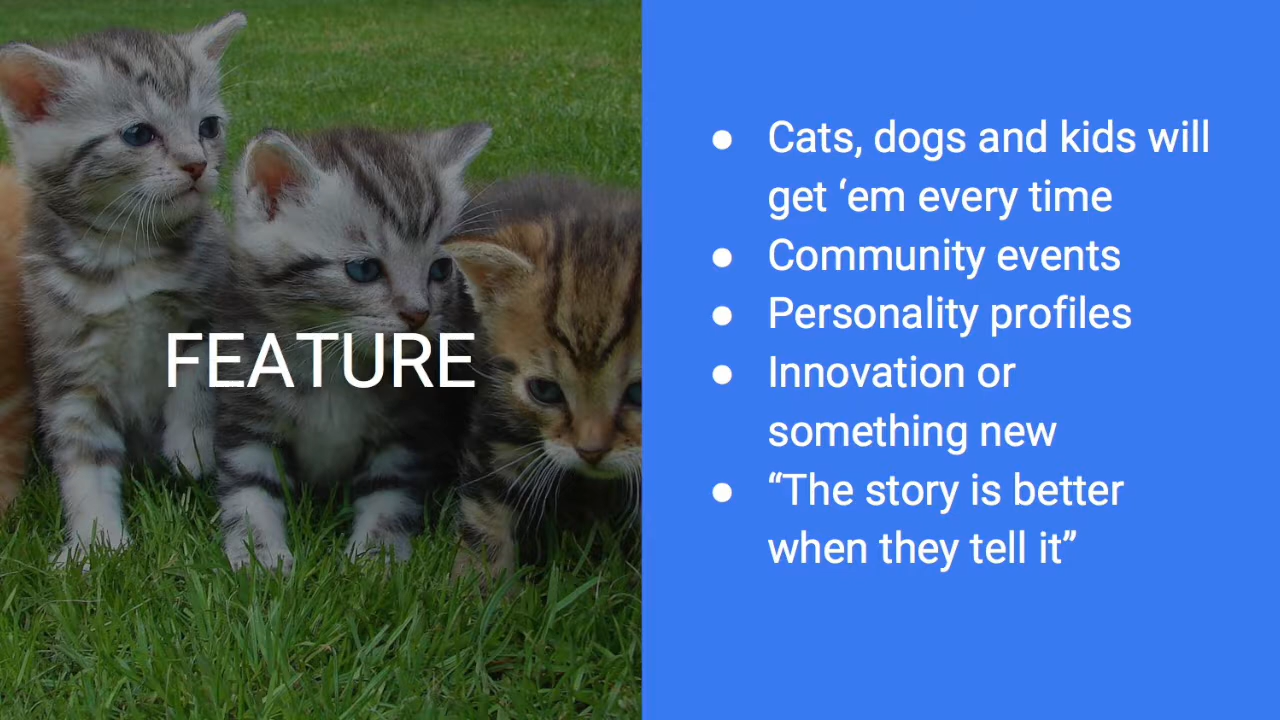 FEATURE
● Cats, dogs and kids will
get ‘em every time
● Community events
● Personality profiles
● Innovation or
something new
● “The story is better
when they tell it”